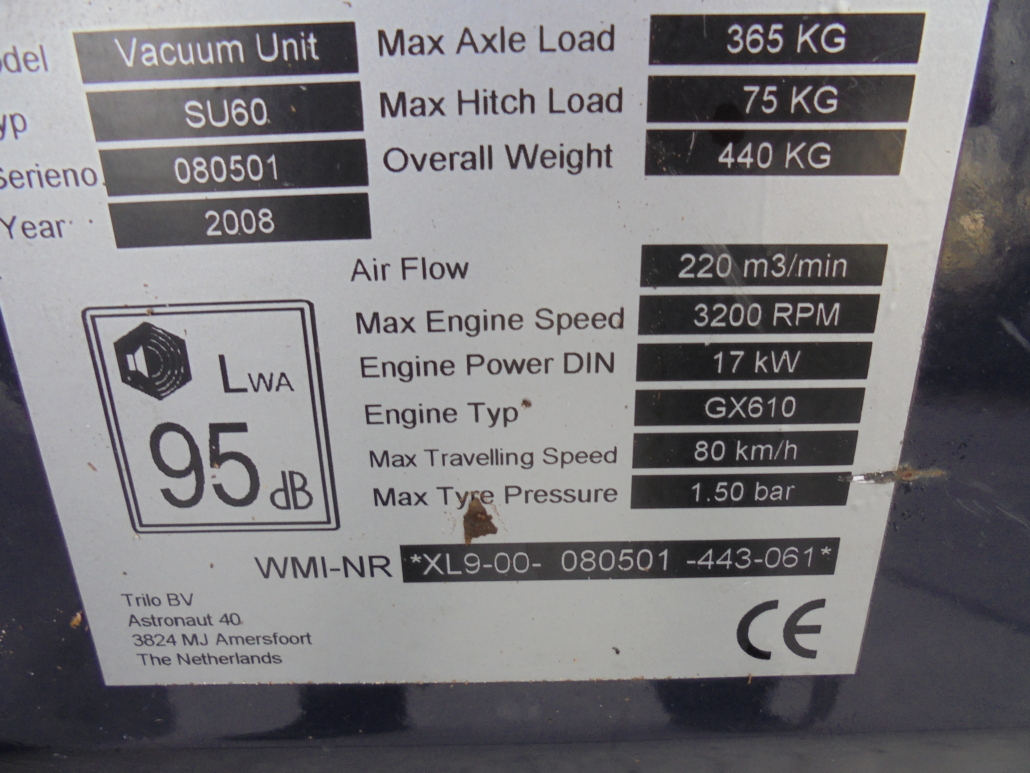 odel Vacuum Unit Max Axle Load 365 KG
yp SU60 Max Hitch Load 75 KG
Serieno. 080501 Overall Weight 440 KG
Year 2008
Air Flow 220 m3/min
Max Engine Speed 3200 RPM
Engine Power DIN 17 kW
Engine Typ GX610
Max Travelling Speed 80 km/h
Max Tyre Pressure 1.50 bar
LWA
95 dB
WMI-NR *XL9-00- 080501 -443-061*
Trilo BV
Astronaut 40
3824 MJ Amersfoort
The Netherlands
CE